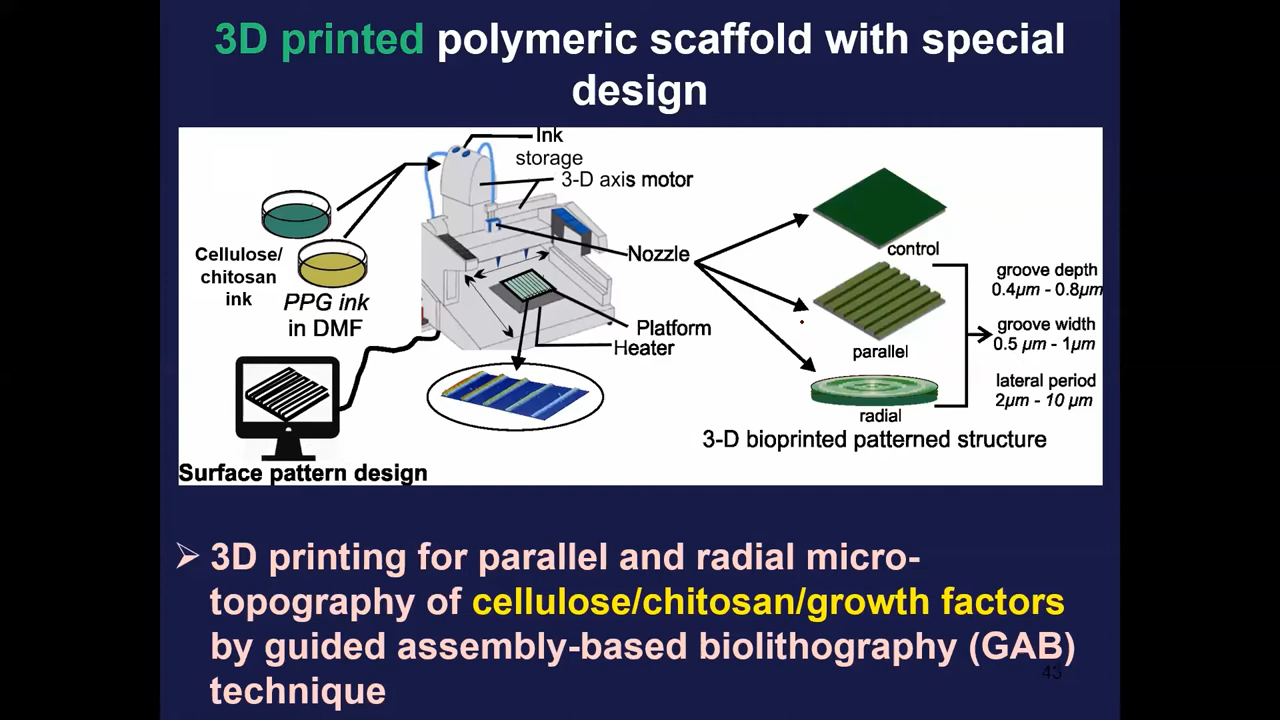 3D printed polymeric scaffold with special
design
Ink
storage
3-D axis motor
Cellulose/
chitosan
ink
PPG ink
in DMF
Nozzle
Platform
Heater
Surface pattern design
control
parallel
radial
groove depth
0.4µm - 0.8µm
groove width
0.5 µm - 1µm
lateral period
2µm - 10 µm
3-D bioprinted patterned structure
➢ 3D printing for parallel and radial micro-
topography of cellulose/chitosan/growth factors
by guided assembly-based biolithography (GAB)
technique
43